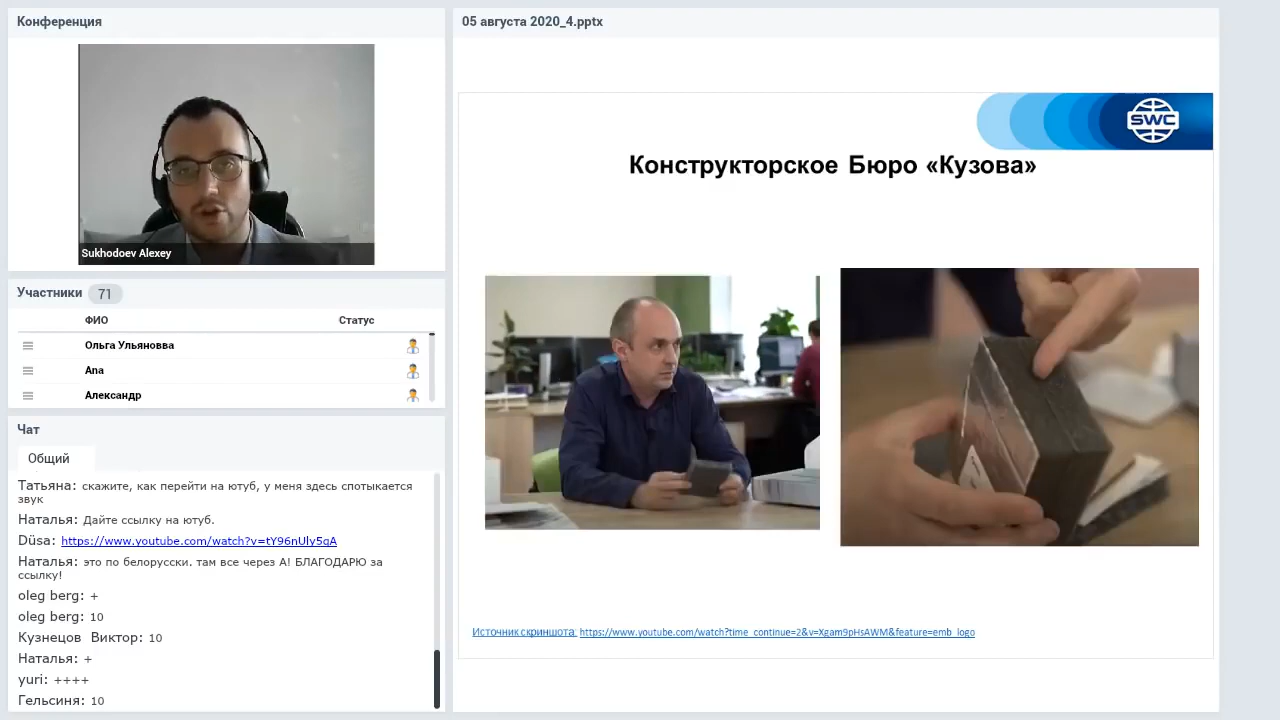 Конференция
Sukhodoev Alexey
Участники 71
ФИО Статус
Ольга Ульяновва
Ana
Александр
Чат
Общий
Татьяна: скажите, как перейти на ютуб, у меня здесь спотыкается
звук
Наталья: Дайте ссылку на ютуб.
Düsa: https://www.youtube.com/watch?v=tY96nUly5qA
Наталья: это по белорусски. там все через А! БЛАГОДАРЮ за
ссылку!
oleg berg: +
oleg berg: 10
Кузнецов Виктор: 10
Наталья: +
yuri: ++++
Гельсиня: 10
05 августа 2020_4.pptx
SWC
Конструкторское Бюро «Кузова»
Источник скриншота: https://www.youtube.com/watch?time_continue=2&v=Xgam9pHsAWM&feature=emb_logo